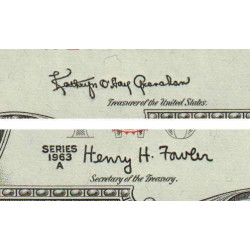 Kathryn O'Hay Granahan
Treasurer of the United States.
SERIES
1963
A
Henry H. Fowler
Secretary of the Treasury.